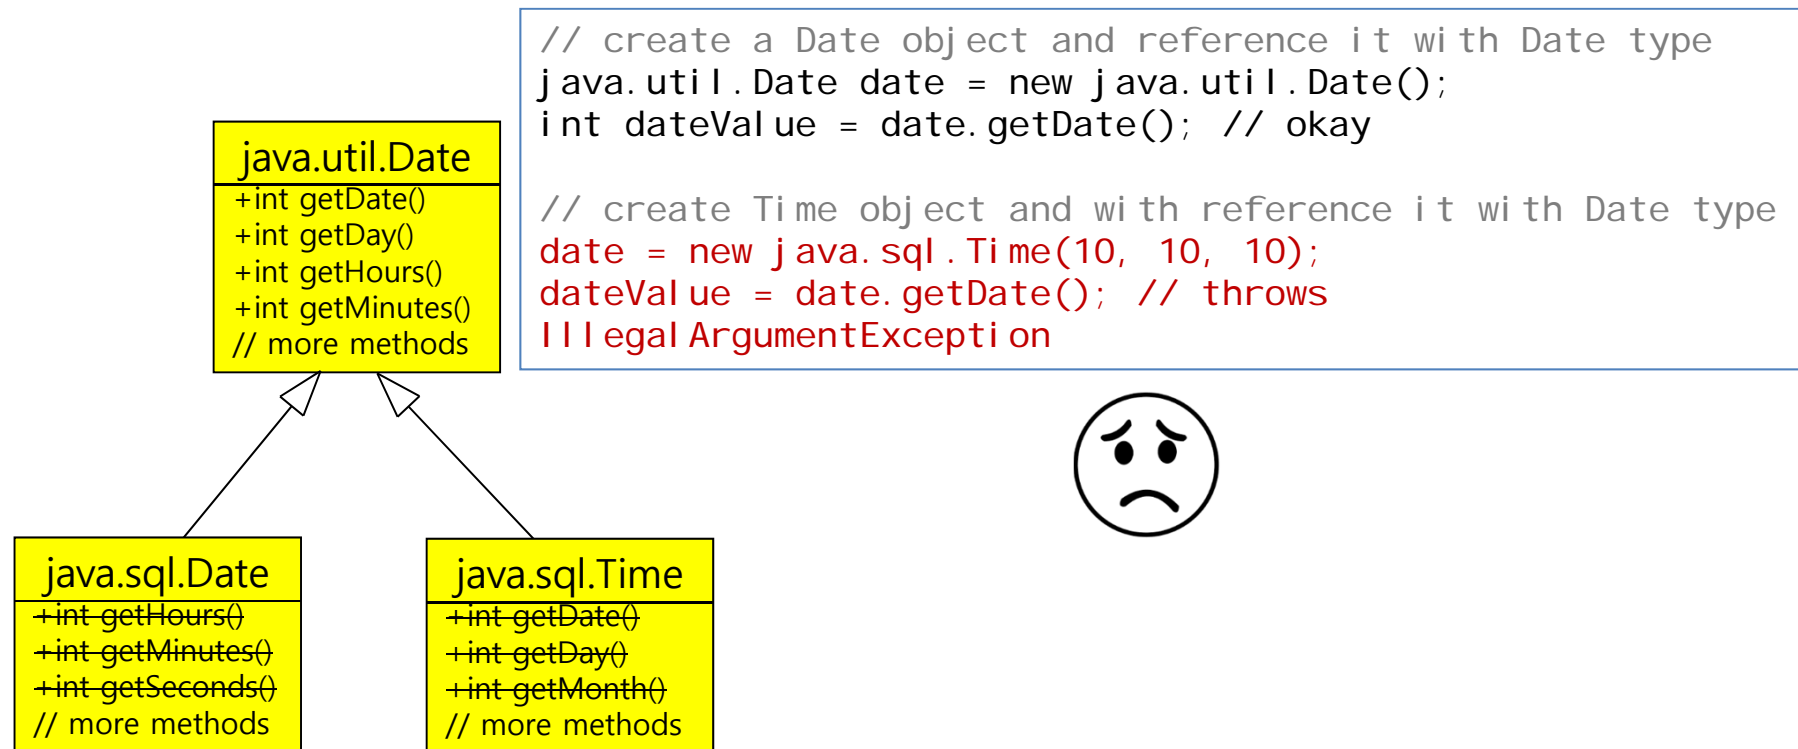 // create a Date object and reference it with Date type
java.util.Date date = new java.util.Date();
int dateValue = date.getDate(); // okay
// create Time object and with reference it with Date type
date = new java.sql.Time(10, 10, 10);
dateValue = date.getDate(); // throws
IllegalArgumentException
java.util.Date
+int getDate()
+int getDay()
+int getHours()
+int getMinutes()
// more methods
java.sql.Date
+int getHours()
+int getMinutes()
+int getSeconds()
// more methods
java.sql.Time
+int getDate()
+int getDay()
+int getMonth()
// more methods